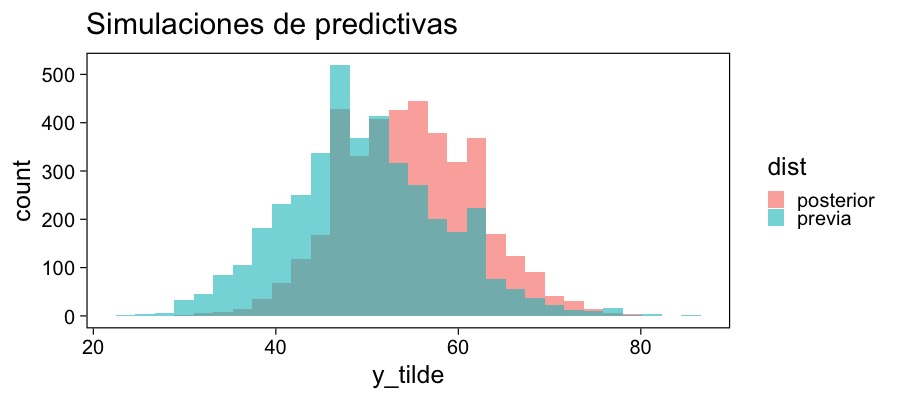 Simulaciones de predictivas
500
400
300
200
100
0
count
20 40 60 80
y_tilde
dist
posterior
previa